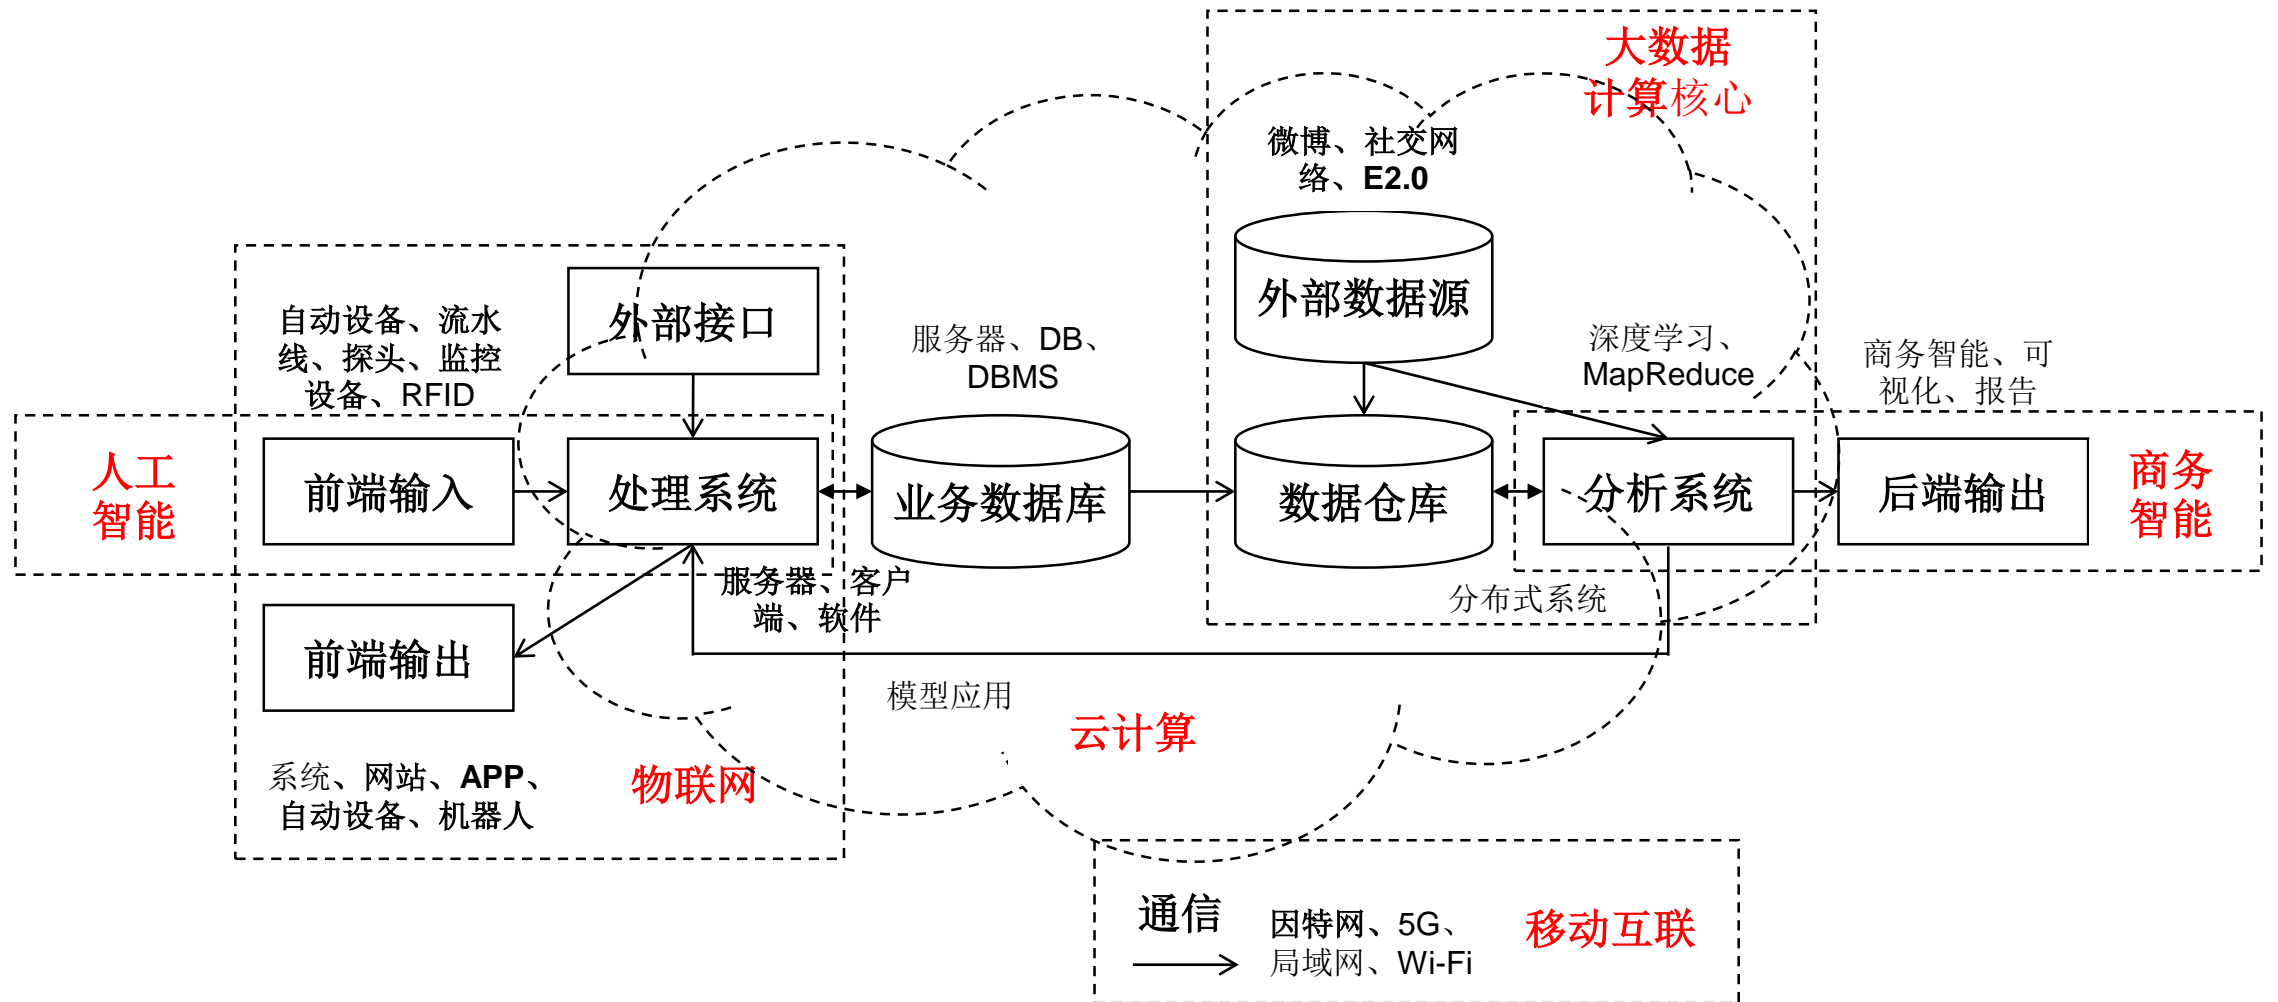 大数据
计算核心
微博、社交网
络、E2.0
外部数据源
外部接口
自动设备、流水
线、探头、监控
设备、RFID
服务器、DB、
DBMS
深度学习、
MapReduce
商务智能、可
视化、报告
人工
智能
前端输入
处理系统
业务数据库
数据仓库
分析系统
后端输出
商务
智能
服务器、客户
端、软件
分布式系统
前端输出
模型应用
云计算
系统、网站、APP、
自动设备、机器人
物联网
通信
因特网、5G、
局域网、Wi-Fi
移动互联